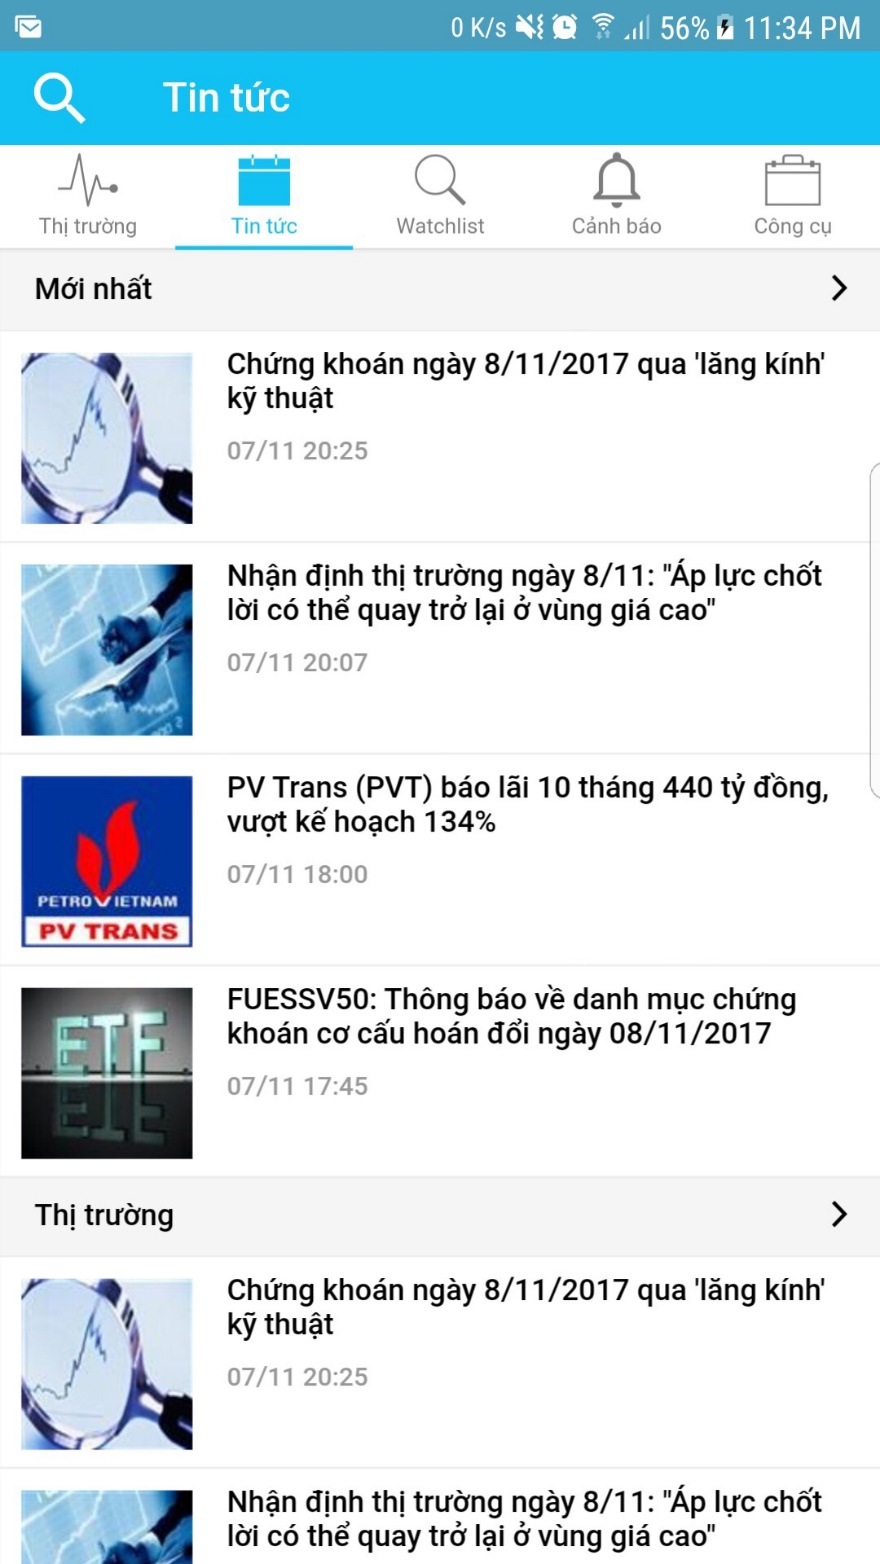 0 K/s 56% 11:34 PM
Tin tức
Thị trường Tin tức Watchlist Cảnh báo Công cụ
Mới nhất
Chứng khoán ngày 8/11/2017 qua 'lăng kính'
kỹ thuật
07/11 20:25
Nhận định thị trường ngày 8/11: "Áp lực chốt
lời có thể quay trở lại ở vùng giá cao"
07/11 20:07
PV Trans (PVT) báo lãi 10 tháng 440 tỷ đồng,
vượt kế hoạch 134%
07/11 18:00
PETROVIETNAM
PV TRANS
FUESSV50: Thông báo về danh mục chứng
khoán cơ cấu hoán đổi ngày 08/11/2017
07/11 17:45
ETF
Thị trường
Chứng khoán ngày 8/11/2017 qua 'lăng kính'
kỹ thuật
07/11 20:25
Nhận định thị trường ngày 8/11: "Áp lực chốt
lời có thể quay trở lại ở vùng giá cao"